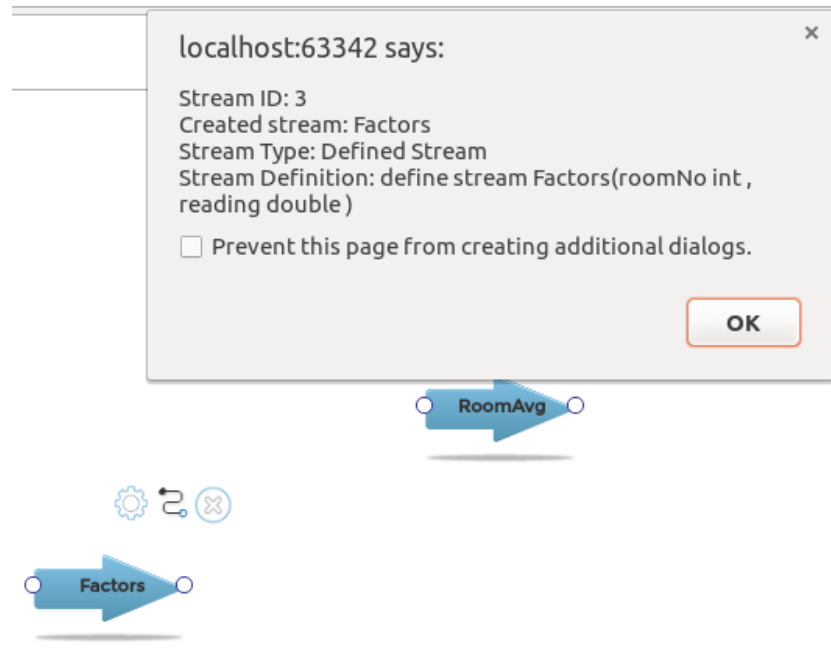 localhost:63342 says:
Stream ID: 3
Created stream: Factors
Stream Type: Defined Stream
Stream Definition: define stream Factors(roomNo int ,
reading double )
Prevent this page from creating additional dialogs.
OK
RoomAvg
Factors